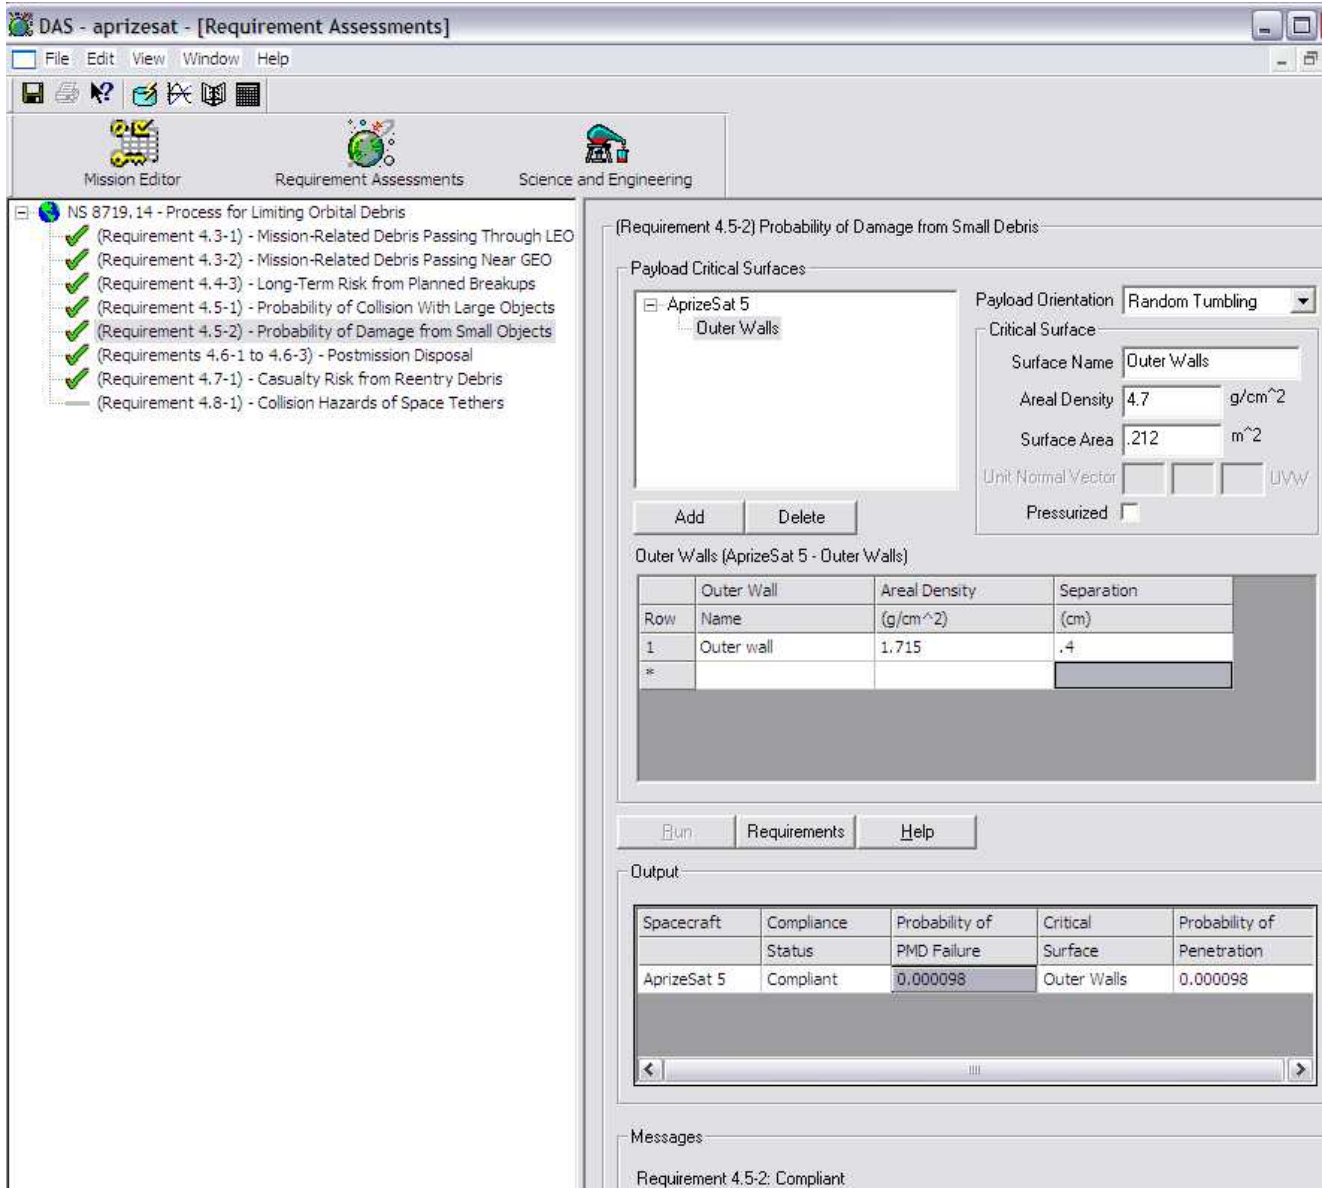 DAS - aprizesat - [Requirement Assessments]
File Edit View Window Help
Mission Editor Requirement Assessments Science and Engineering
NS 8719.14 - Process for Limiting Orbital Debris
(Requirement 4.3-1) - Mission-Related Debris Passing Through LEO
(Requirement 4.3-2) - Mission-Related Debris Passing Near GEO
(Requirement 4.4-3) - Long-Term Risk from Planned Breakups
(Requirement 4.5-1) - Probability of Collision With Large Objects
(Requirement 4.5-2) - Probability of Damage from Small Objects
(Requirements 4.6-1 to 4.6-3) - Postmission Disposal
(Requirement 4.7-1) - Casualty Risk from Reentry Debris
(Requirement 4.8-1) - Collision Hazards of Space Tethers
(Requirement 4.5-2) Probability of Damage from Small Debris
Payload Critical Surfaces
AprizeSat 5
Outer Walls
Payload Orientation Random Tumbling
Critical Surface
Surface Name Outer Walls
Areal Density 4.7 g/cm^2
Surface Area .212 m^2
Unit Normal Vector UVW
Pressurized
Add Delete
Outer Walls (AprizeSat 5 - Outer Walls)
Outer Wall Areal Density Separation
Row Name (g/cm^2) (cm)
1 Outer wall 1.715 .4
*
Run Requirements Help
Output
Spacecraft Compliance Probability of Critical Probability of
Status PMD Failure Surface Penetration
AprizeSat 5 Compliant 0.000098 Outer Walls 0.000098
Messages
Requirement 4.5-2: Compliant